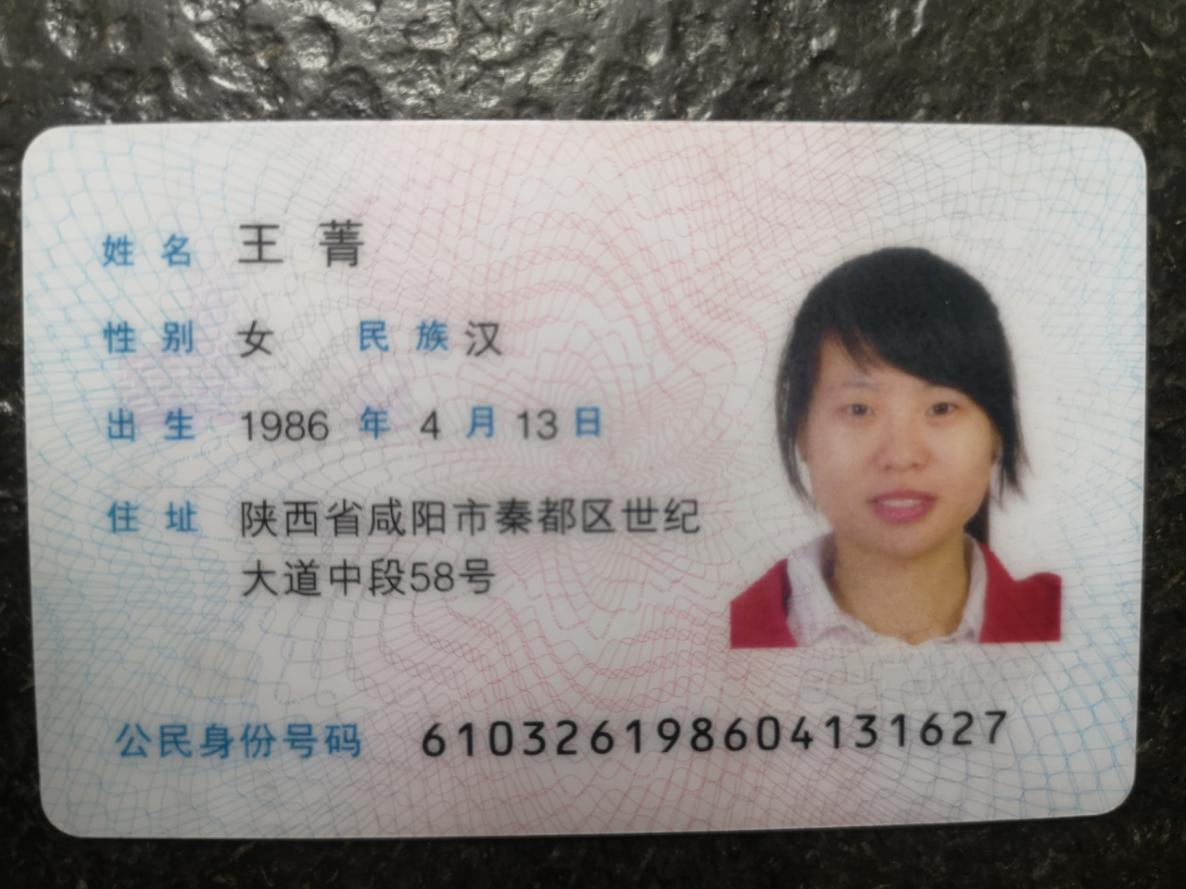 姓名 王菁
性别 女 民族 汉
出生 1986 年 4 月 13 日
住址 陕西省咸阳市秦都区世纪
大道中段58号
公民身份号码 610326198604131627